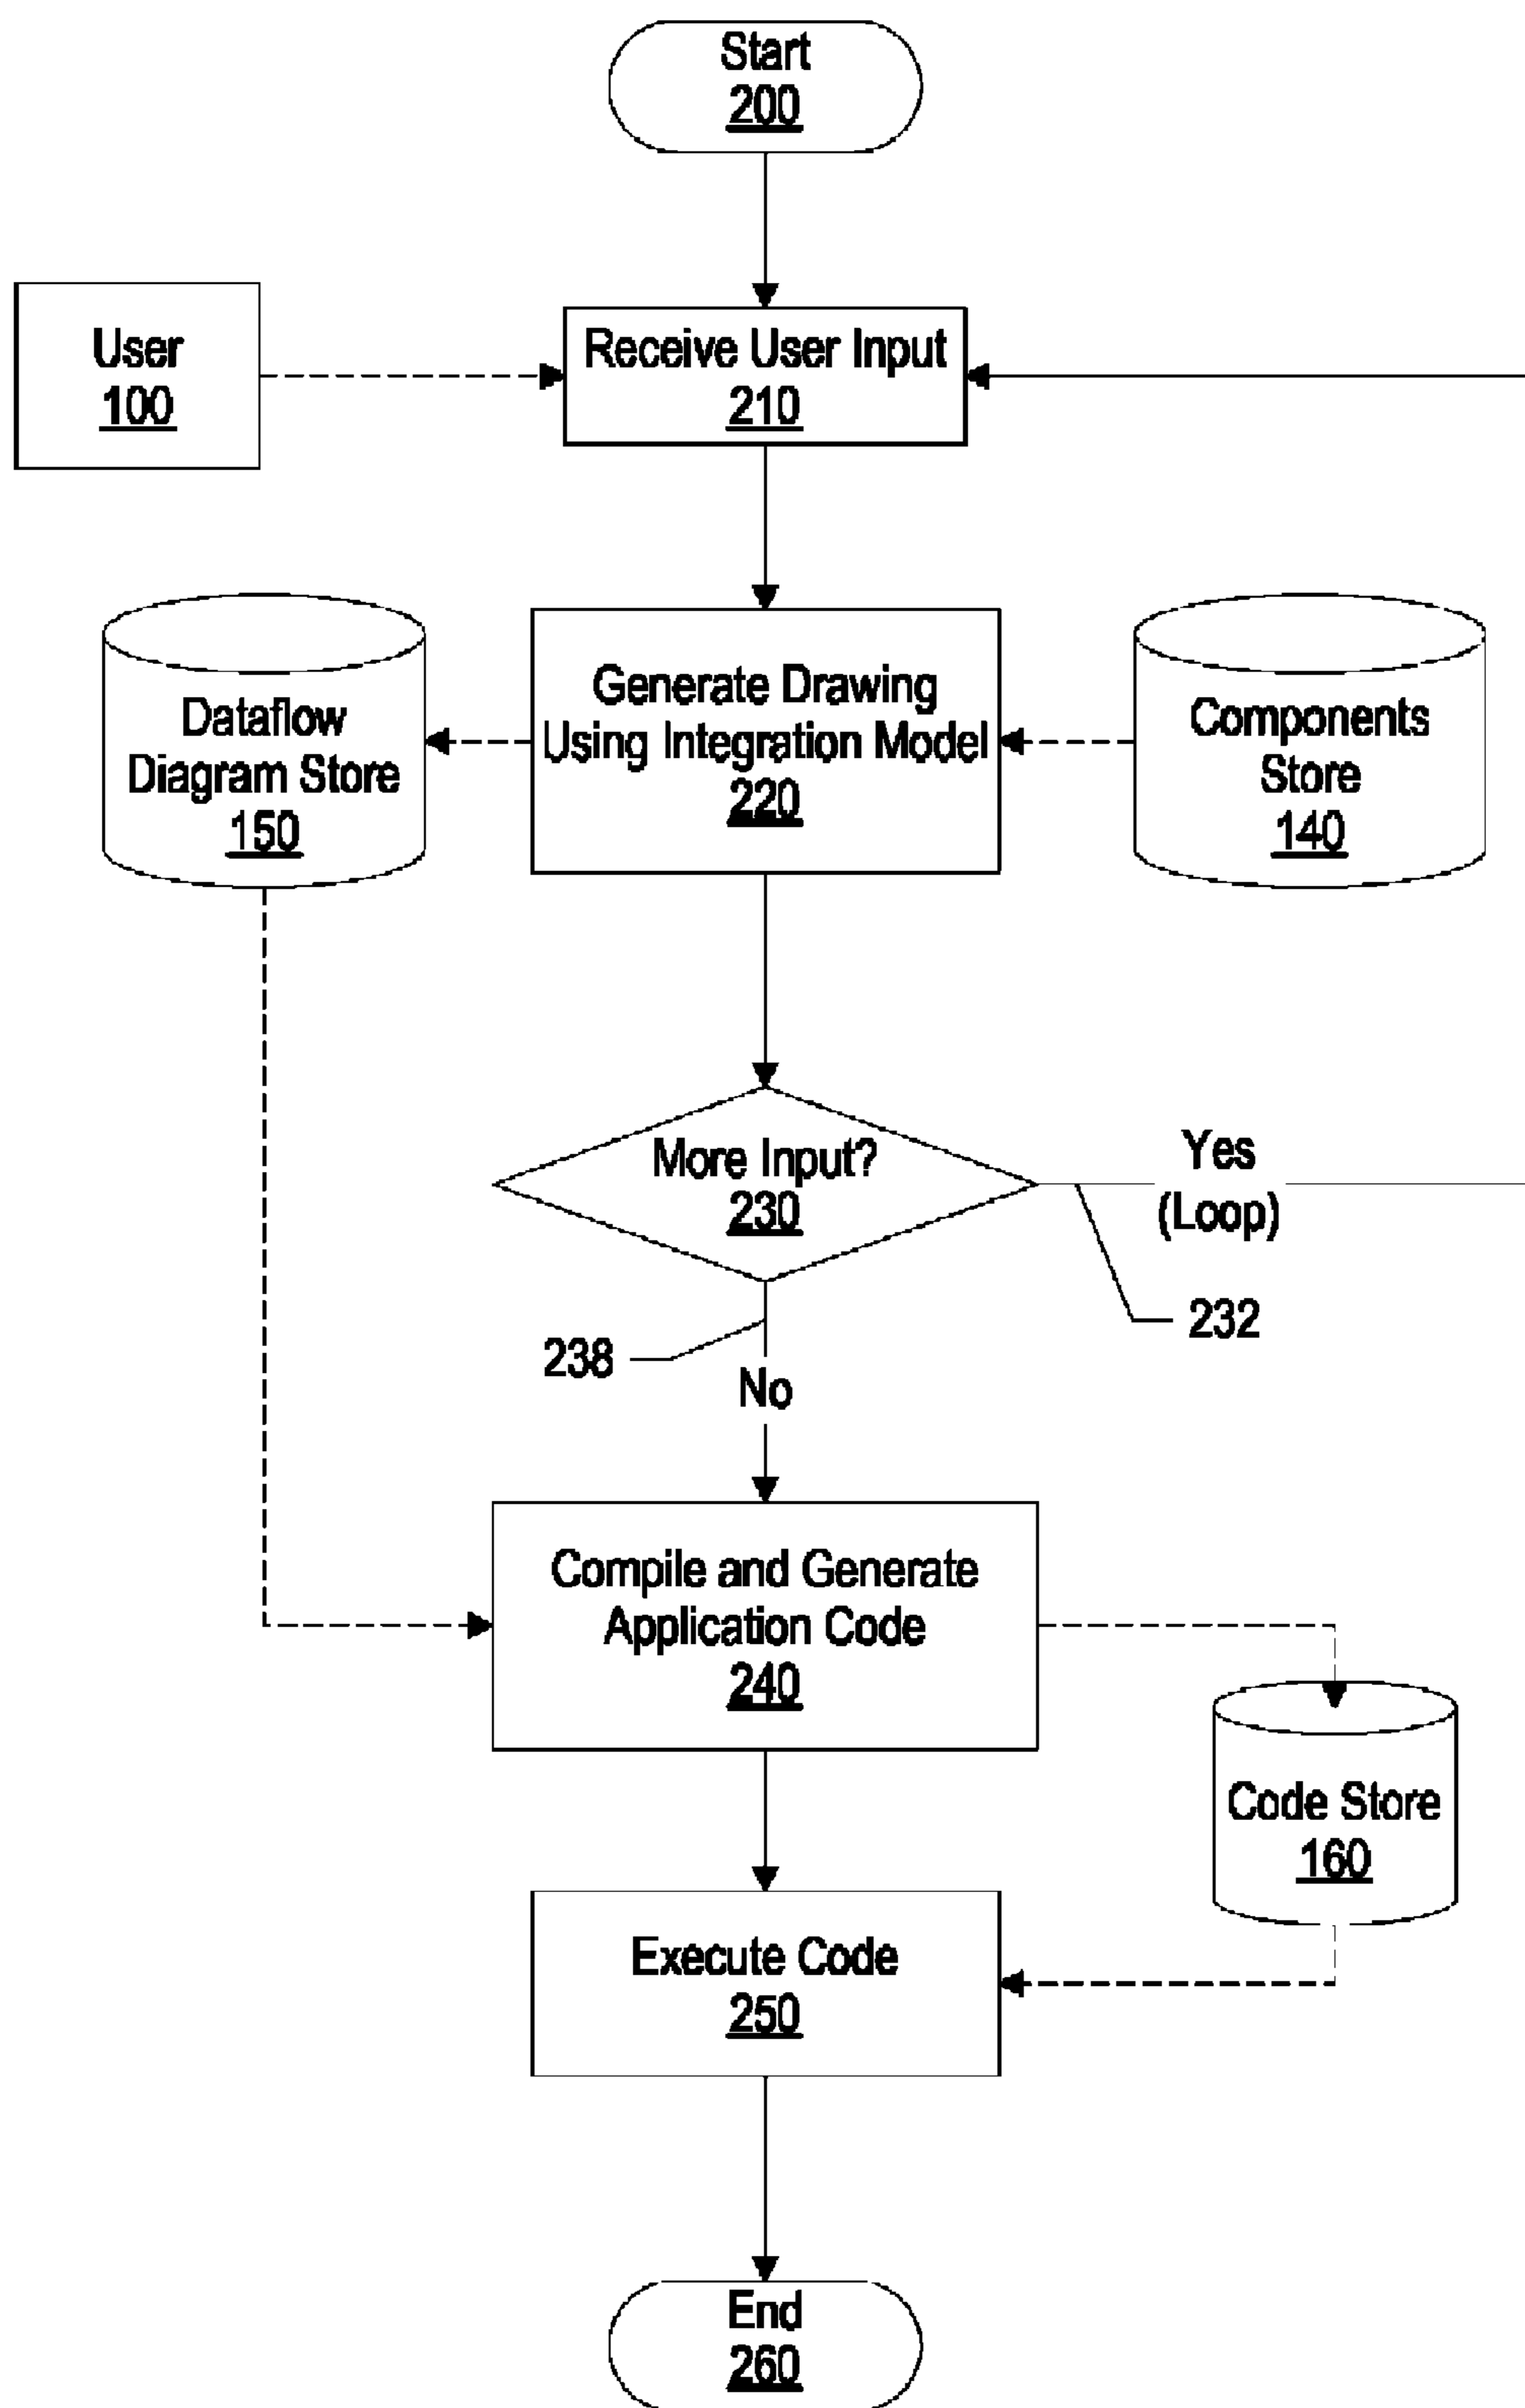 Start
200
User
100
Receive User Input
210
Dataflow
Diagram Store
150
Generate Drawing
Using Integration Model
220
Components
Store
140
More Input?
230
Yes
(Loop)
232
238
No
Compile and Generate
Application Code
240
Code Store
160
Execute Code
250
End
260